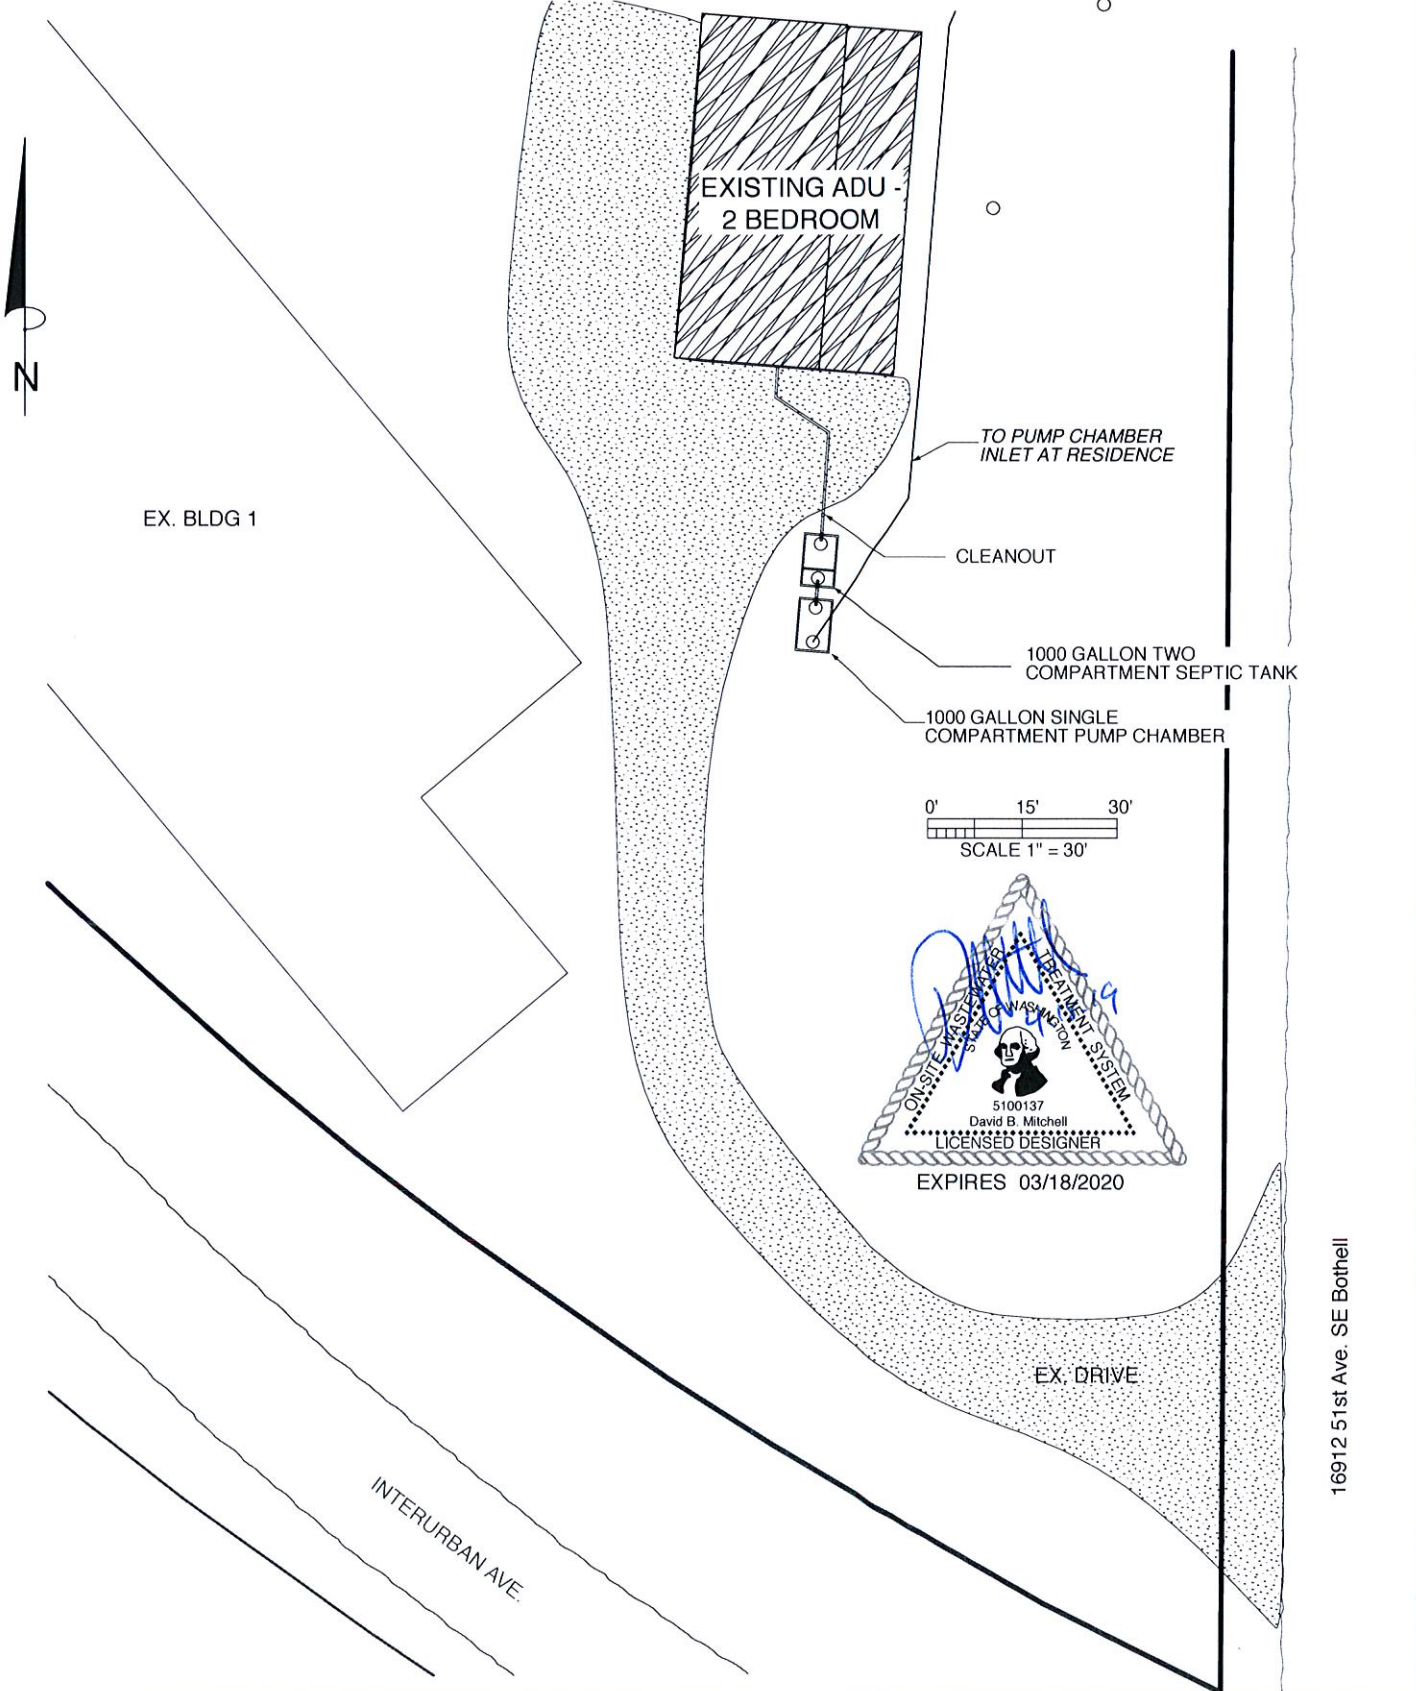 EXISTING ADU -
2 BEDROOM
N
TO PUMP CHAMBER
INLET AT RESIDENCE
EX. BLDG 1
CLEANOUT
1000 GALLON TWO
COMPARTMENT SEPTIC TANK
1000 GALLON SINGLE
COMPARTMENT PUMP CHAMBER
0' 15' 30'
SCALE 1" = 30'
ON-SITE WASTEWATER TREATMENT SYSTEM
STATE OF WASHINGTON
5100137
David B. Mitchell
LICENSED DESIGNER
EXPIRES 03/18/2020
16912 51st Ave. SE Bothell
EX. DRIVE
INTERURBAN AVE.